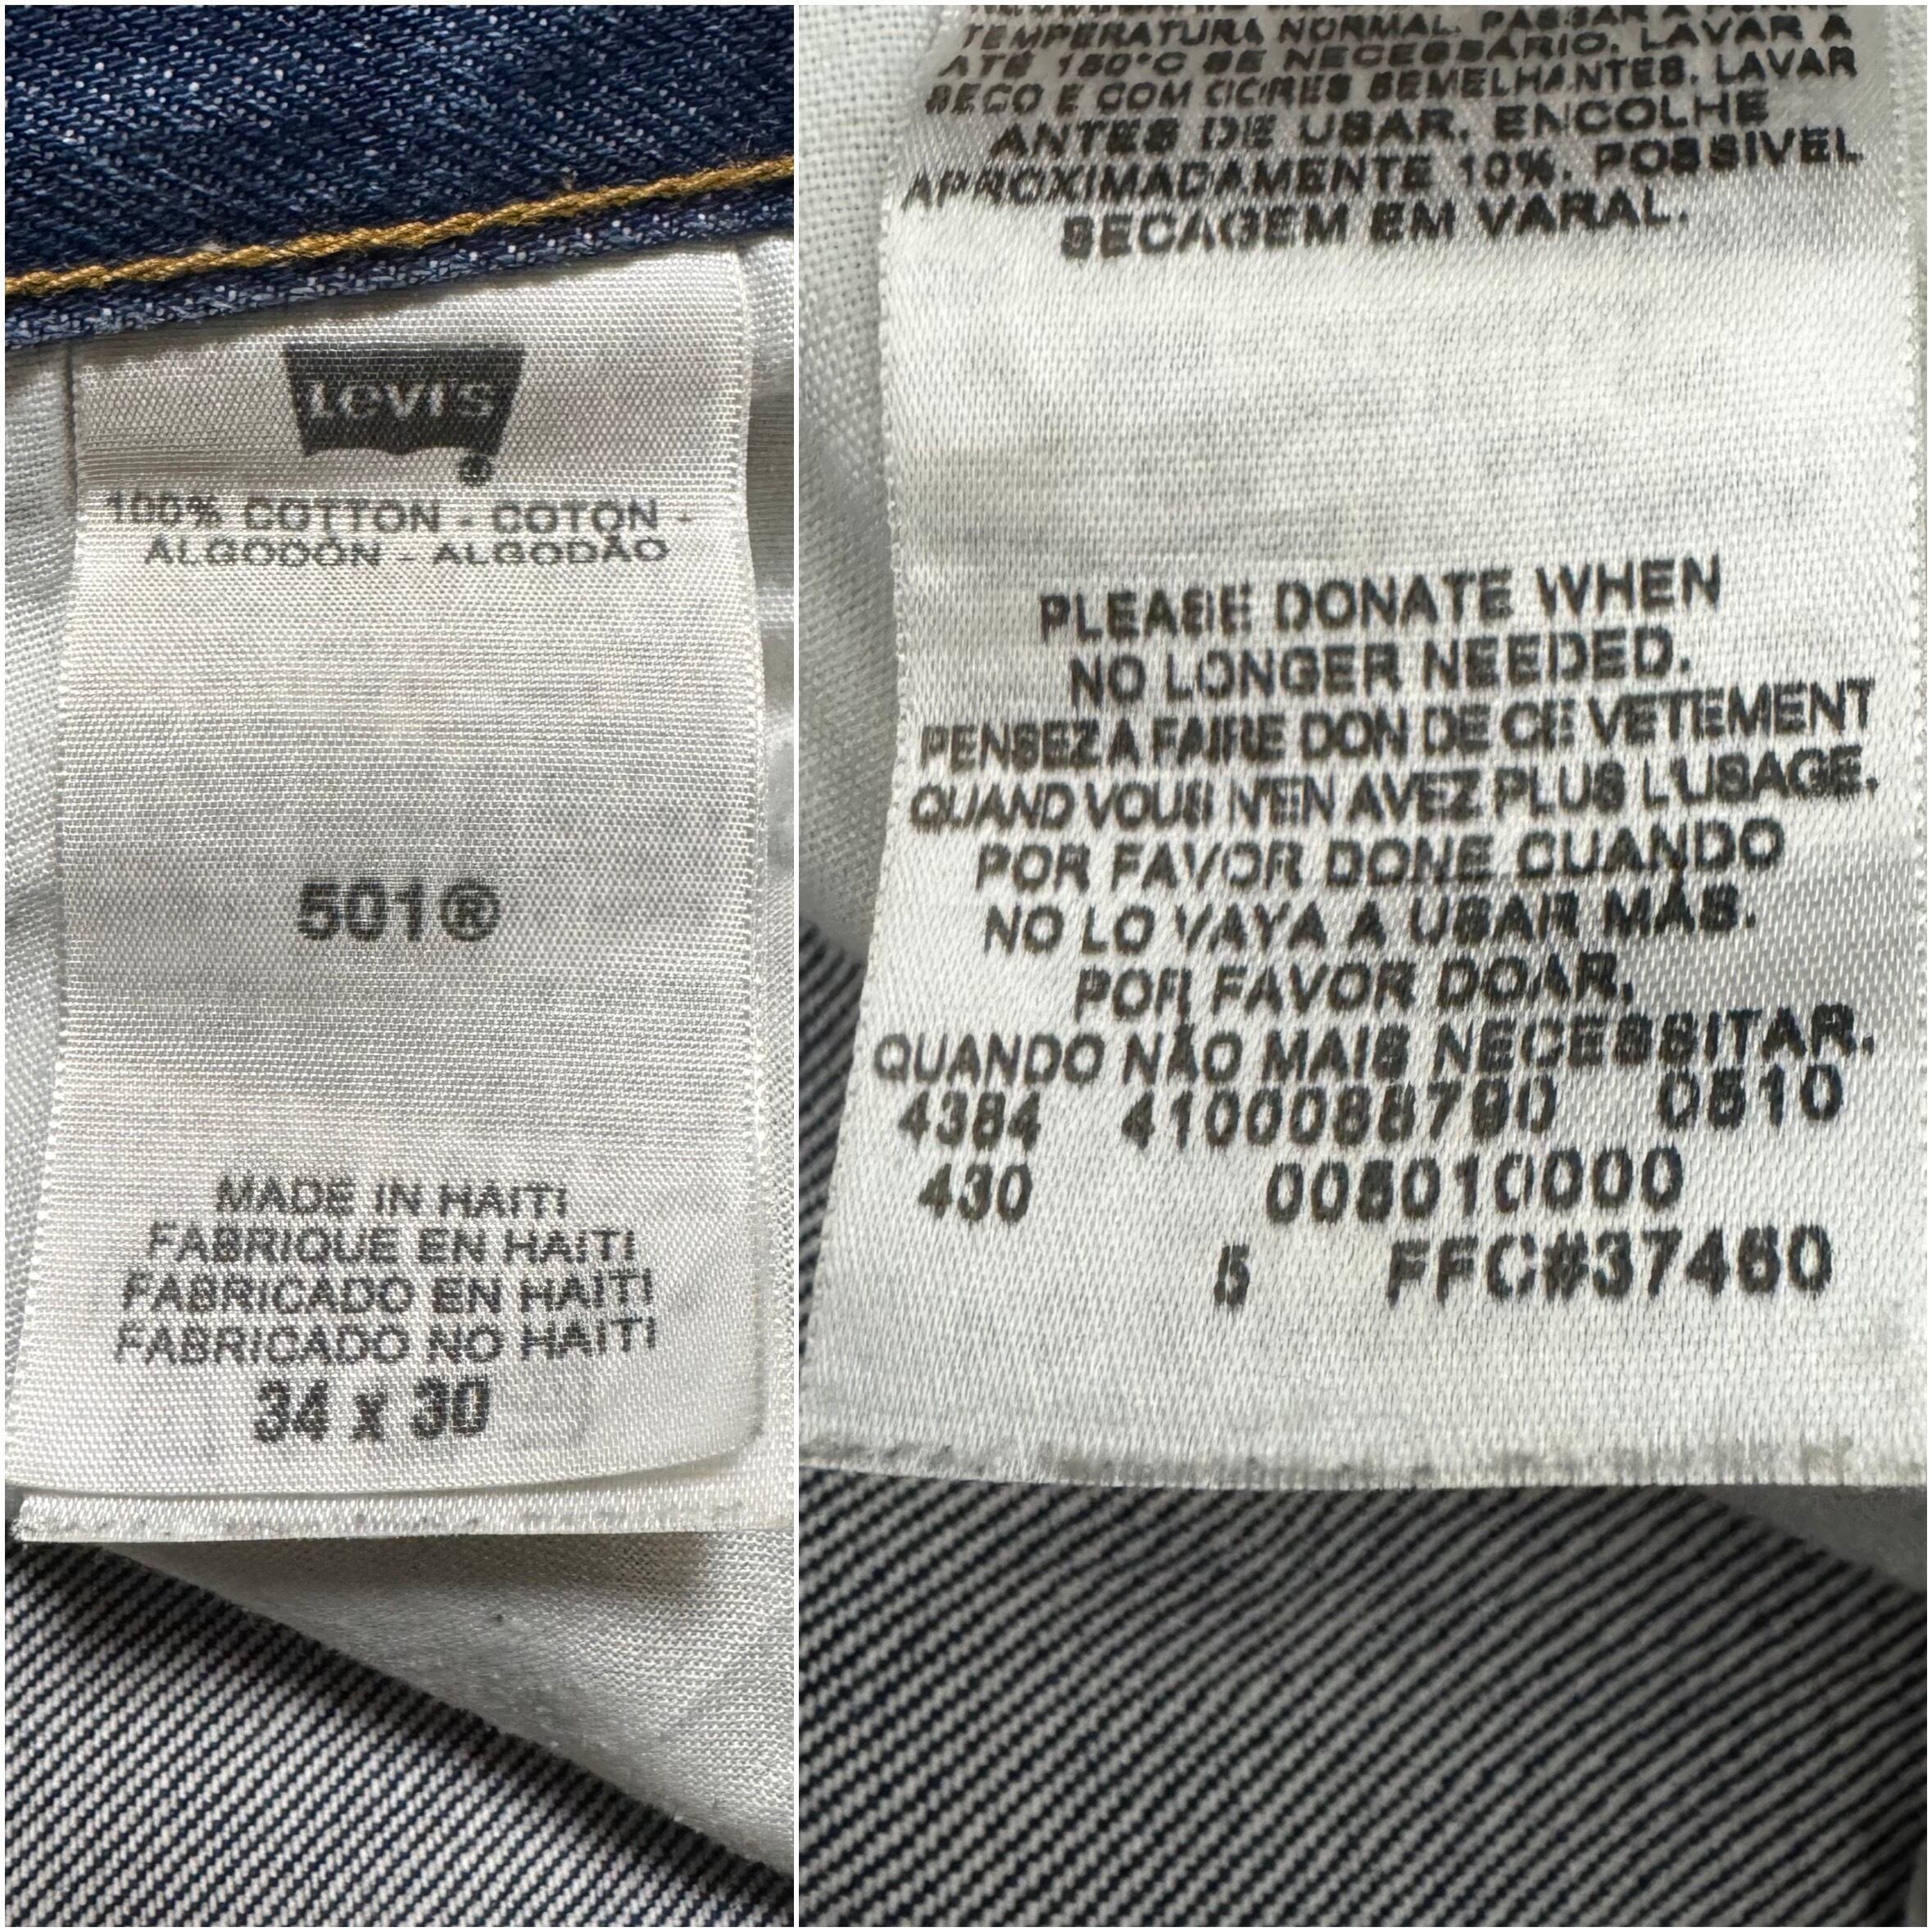 Levi's
®
100% COTTON - COTON -
ALGODÓN - ALGODÃO
501®
MADE IN HAITI
FABRIQUE EN HAITI
FABRICADO EN HAITI
FABRICADO NO HAITI
34 x 30
TEMPERATURA NORMAL. PASSAR A FERRO
ATÉ 150°C SE NECESSÁRIO. LAVAR A
SECO E COM CORES SEMELHANTES. LAVAR
ANTES DE USAR. ENCOLHE
APROXIMADAMENTE 10%. POSSIVEL
SECAGEM EM VARAL.
PLEASE DONATE WHEN
NO LONGER NEEDED.
PENSEZ A FAIRE DON DE CE VETEMENT
QUAND VOUS N'EN AVEZ PLUS L'USAGE.
POR FAVOR DONE CUANDO
NO LO VAYA A USAR MÁS.
POR FAVOR DOAR,
QUANDO NÃO MAIS NECESSITAR.
4384 0510
430 005010000
5